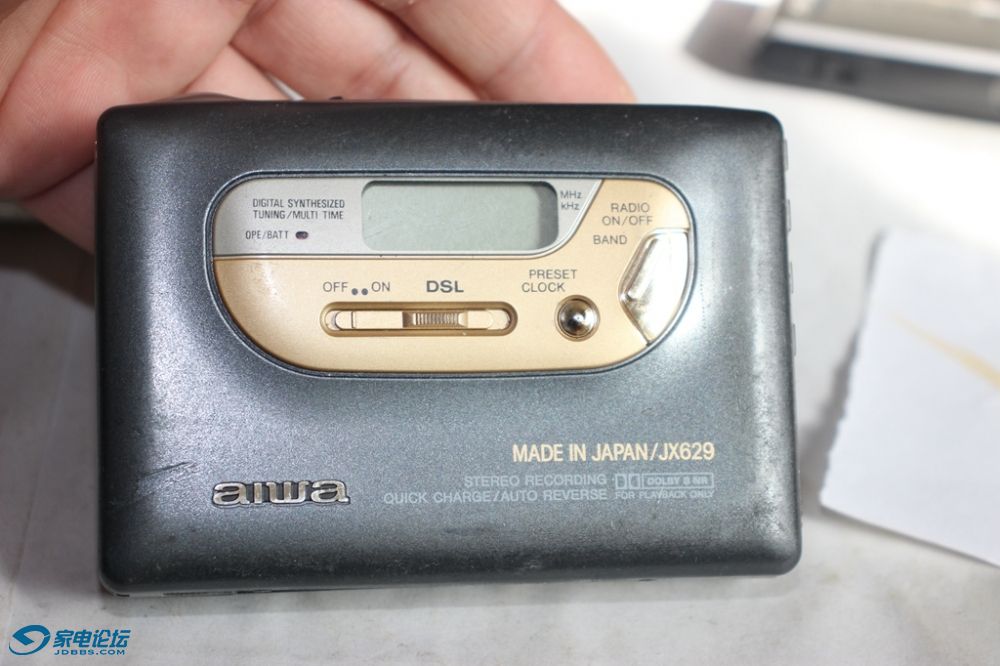 DIGITAL SYNTHESIZED
TUNING/MULTI TIME
OPE/BATT
MHz
kHz
RADIO
ON/OFF
BAND
OFF ON DSL
PRESET
CLOCK
MADE IN JAPAN/JX629
aiwa
STEREO RECORDING
QUICK CHARGE/AUTO REVERSE
DOLBY B NR
FOR PLAYBACK ONLY
家电论坛
JDBBS.COM